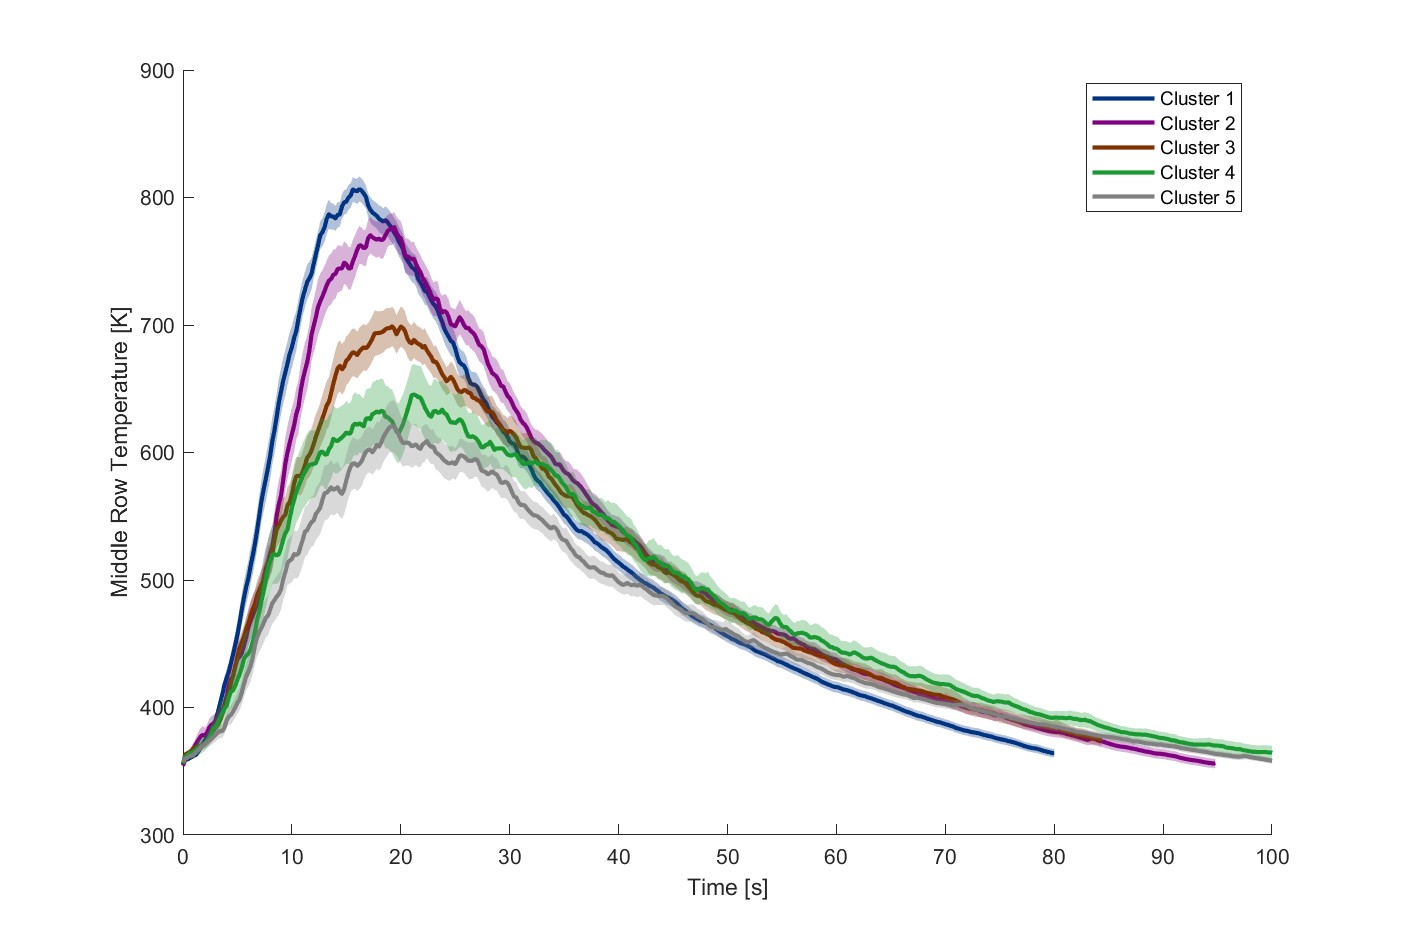 900
800
700
600
500
400
300
Middle Row Temperature [K]
0 10 20 30 40 50 60 70 80 90 100
Time [s]
Cluster 1
Cluster 2
Cluster 3
Cluster 4
Cluster 5